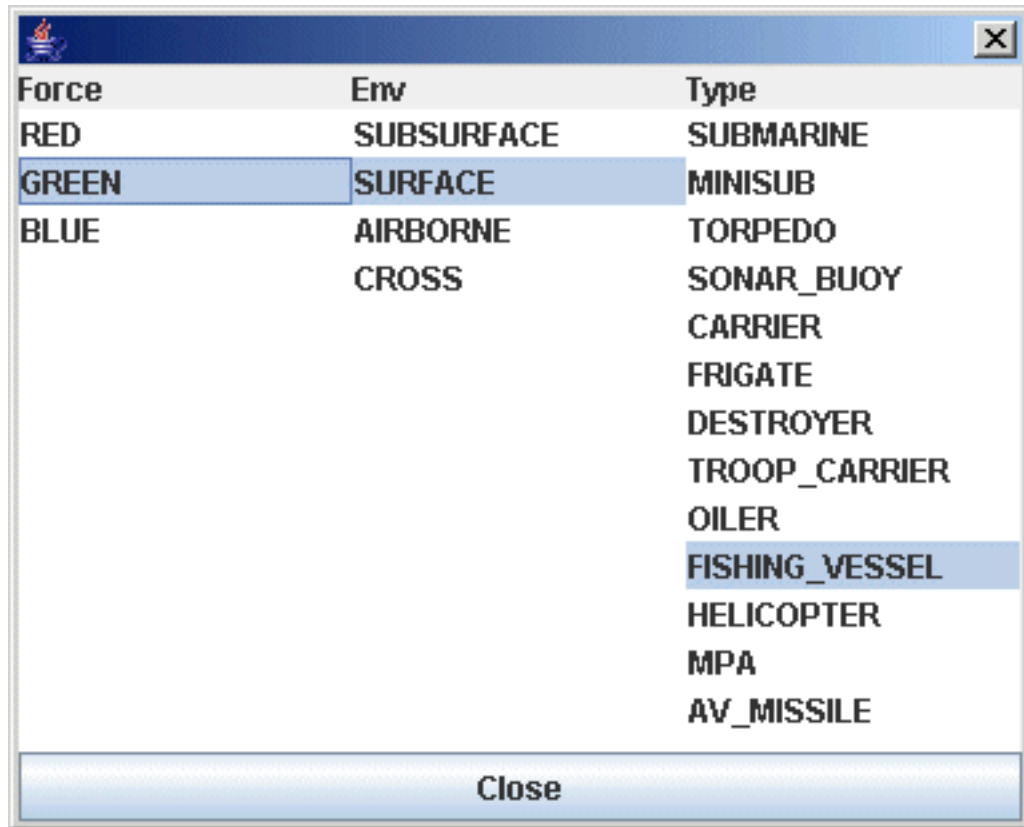 Force Env Type
RED SUBSURFACE SUBMARINE
GREEN SURFACE MINISUB
BLUE AIRBORNE TORPEDO
CROSS SONAR_BUOY
CARRIER
FRIGATE
DESTROYER
TROOP_CARRIER
OILER
FISHING_VESSEL
HELICOPTER
MPA
AV_MISSILE
Close